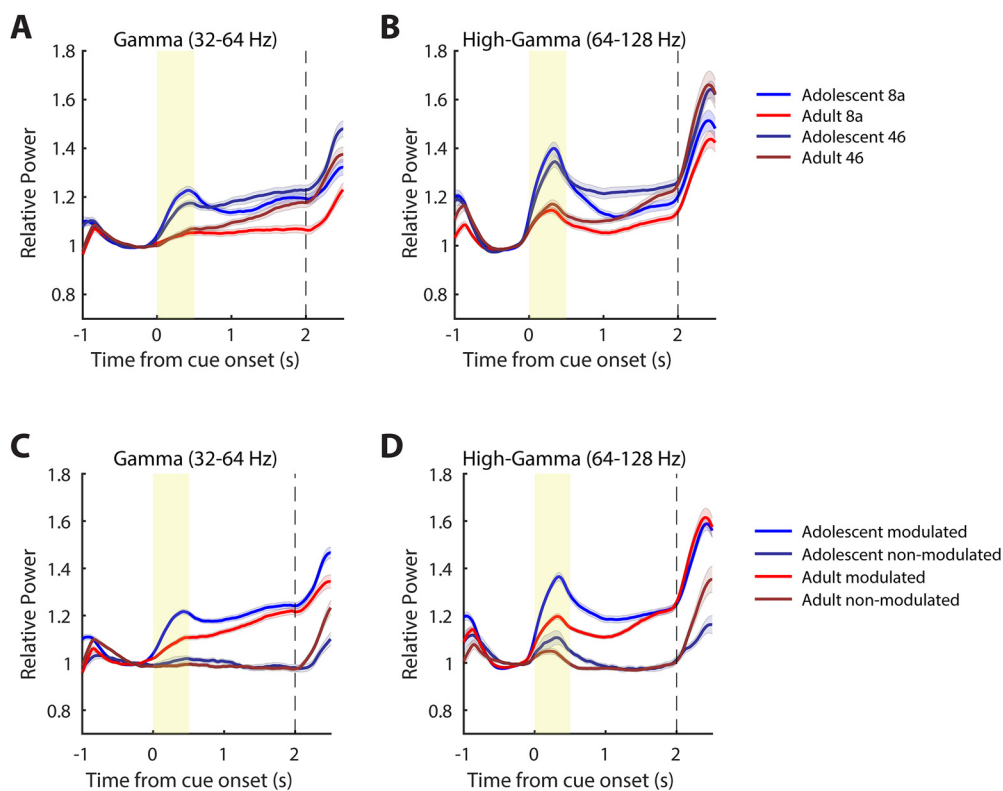 A
Gamma (32-64 Hz)
1.8
1.6
1.4
1.2
1
0.8
Relative Power
-1
0
1
2
Time from cue onset (s)
B
High-Gamma (64-128 Hz)
1.8
1.6
1.4
1.2
1
0.8
Relative Power
-1
0
1
2
Time from cue onset (s)
Adolescent 8a
Adult 8a
Adolescent 46
Adult 46
C
Gamma (32-64 Hz)
1.8
1.6
1.4
1.2
1
0.8
Relative Power
-1
0
1
2
Time from cue onset (s)
D
High-Gamma (64-128 Hz)
1.8
1.6
1.4
1.2
1
0.8
Relative Power
-1
0
1
2
Time from cue onset (s)
Adolescent modulated
Adolescent non-modulated
Adult modulated
Adult non-modulated